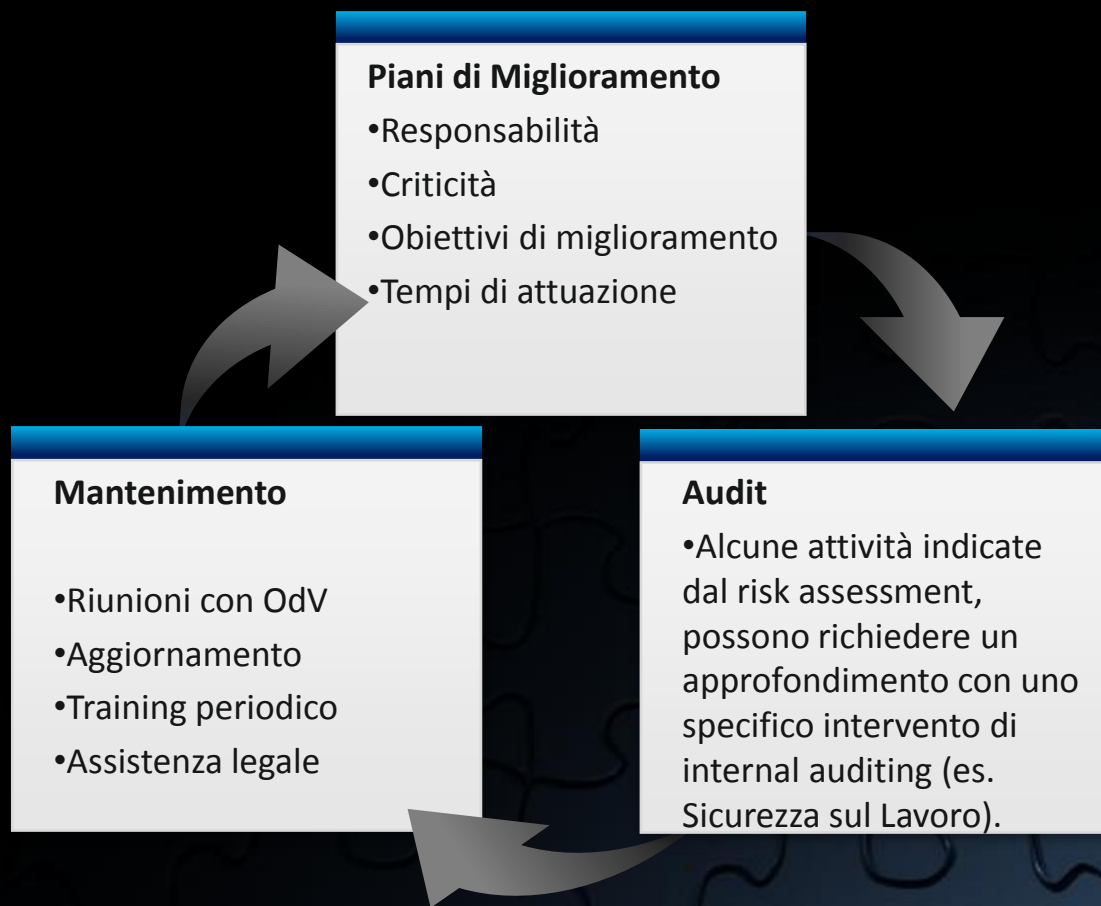 Piani di Miglioramento
•Responsabilità
•Criticità
•Obiettivi di miglioramento
•Tempi di attuazione
Mantenimento
•Riunioni con OdV
•Aggiornamento
•Training periodico
•Assistenza legale
Audit
•Alcune attività indicate
dal risk assessment,
possono richiedere un
approfondimento con uno
specifico intervento di
internal auditing (es.
Sicurezza sul Lavoro).